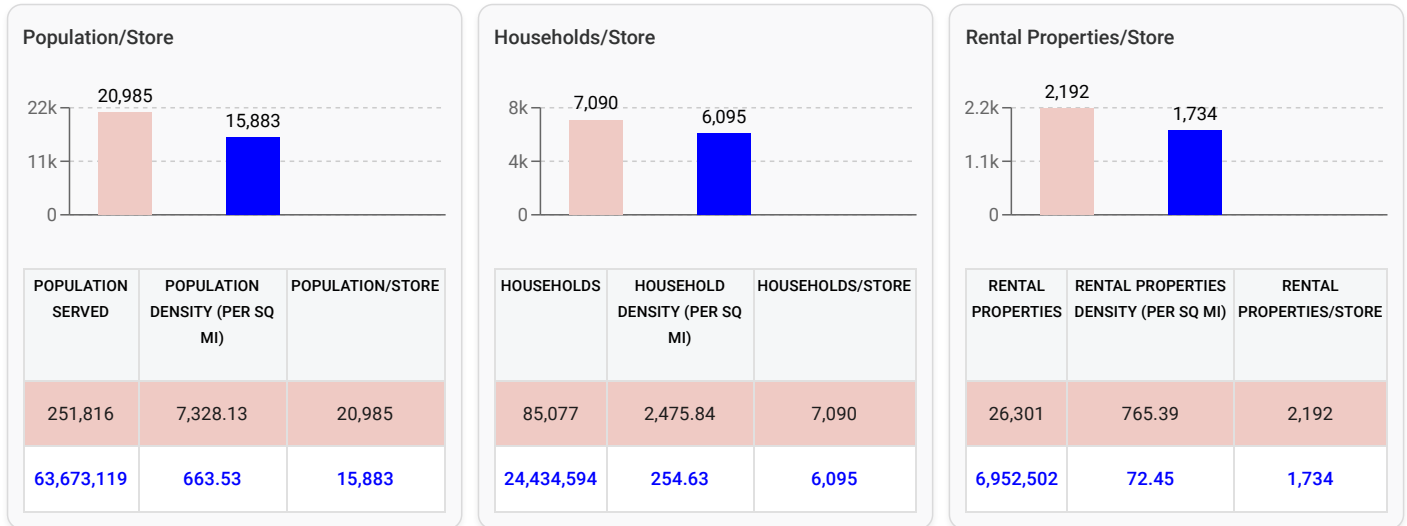 Population/Store
20,985
22k
15,883
11k
0
POPULATION SERVED
POPULATION DENSITY (PER SQ MI)
POPULATION/STORE
251,816
7,328.13
20,985
63,673,119
663.53
15,883
Households/Store
8k
7,090
6,095
4k
0
HOUSEHOLDS
HOUSEHOLD DENSITY (PER SQ MI)
HOUSEHOLDS/STORE
85,077
2,475.84
7,090
24,434,594
254.63
6,095
Rental Properties/Store
2,192
2.2k
1,734
1.1k
0
RENTAL PROPERTIES
RENTAL PROPERTIES DENSITY (PER SQ MI)
RENTAL PROPERTIES/STORE
26,301
765.39
2,192
6,952,502
72.45
1,734